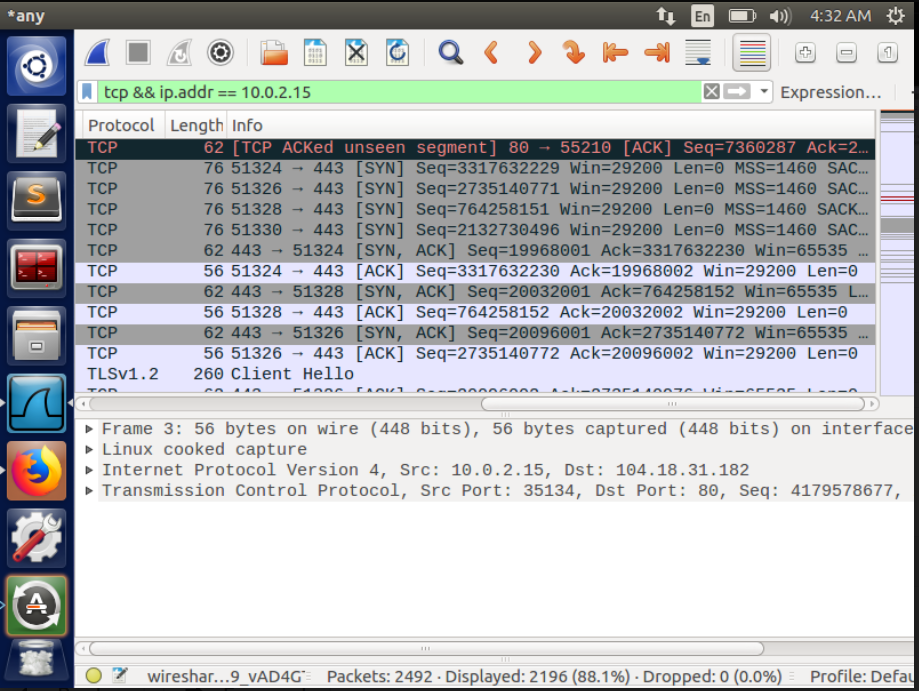 *any
En
4:32 AM
tcp && ip.addr == 10.0.2.15
Expression…
Protocol Length Info
TCP 62 [TCP ACKed unseen segment] 80 → 55210 [ACK] Seq=7360287 Ack=2…
TCP 76 51324 → 443 [SYN] Seq=3317632229 Win=29200 Len=0 MSS=1460 SAC…
TCP 76 51326 → 443 [SYN] Seq=2735140771 Win=29200 Len=0 MSS=1460 SAC…
TCP 76 51328 → 443 [SYN] Seq=764258151 Win=29200 Len=0 MSS=1460 SACK…
TCP 76 51330 → 443 [SYN] Seq=2132730496 Win=29200 Len=0 MSS=1460 SAC…
TCP 62 443 → 51324 [SYN, ACK] Seq=19968001 Ack=3317632230 Win=65535 …
TCP 56 51324 → 443 [ACK] Seq=3317632230 Ack=19968002 Win=29200 Len=0
TCP 62 443 → 51328 [SYN, ACK] Seq=20032001 Ack=764258152 Win=65535 L…
TCP 56 51328 → 443 [ACK] Seq=764258152 Ack=20032002 Win=29200 Len=0
TCP 62 443 → 51326 [SYN, ACK] Seq=20096001 Ack=2735140772 Win=65535 …
TCP 56 51326 → 443 [ACK] Seq=2735140772 Ack=20096002 Win=29200 Len=0
TLSv1.2 260 Client Hello
Frame 3: 56 bytes on wire (448 bits), 56 bytes captured (448 bits) on interface
Linux cooked capture
Internet Protocol Version 4, Src: 10.0.2.15, Dst: 104.18.31.182
Transmission Control Protocol, Src Port: 35134, Dst Port: 80, Seq: 4179578677,
wireshar…9_vAD4G Packets: 2492 · Displayed: 2196 (88.1%) · Dropped: 0 (0.0%) Profile: Defau